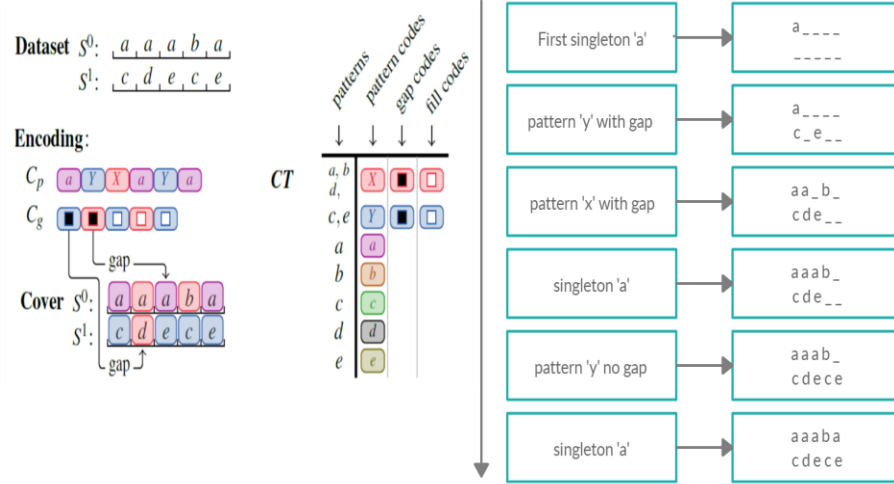 Dataset S⁰: a a a b a
S¹: c d e c e
Encoding:
Cp a Y X a Y a
Cg
gap
Cover S⁰: a a a b a
S¹: c d e c e
gap
patterns
pattern codes
gap codes
fill codes
CT
a, b X
d,
c, e Y
a a
b b
c c
d d
e e
First singleton 'a'
a _ _ _ _
_ _ _ _ _
pattern 'y' with gap
a _ _ _ _
c _ e _ _
pattern 'x' with gap
a a _ b _
c d e _ _
singleton 'a'
a a a b _
c d e _ _
pattern 'y' no gap
a a a b _
c d e c e
singleton 'a'
a a a b a
c d e c e